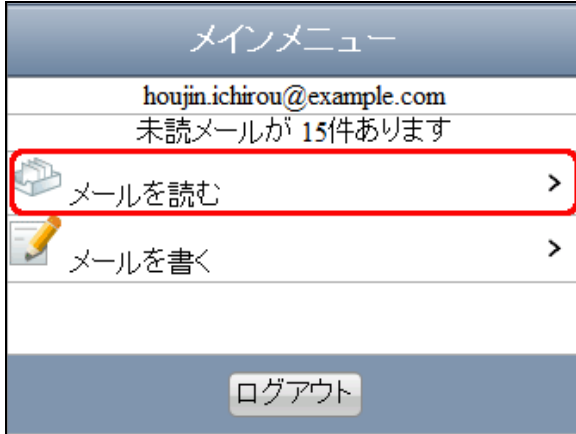 メインメニュー
houjin.ichirou@example.com
未読メールが 15件あります
メールを読む
メールを書く
ログアウト